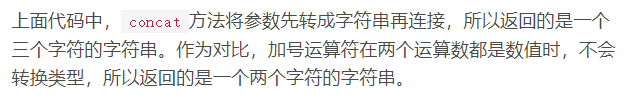 上面代码中，concat方法将参数先转成字符串再连接，所以返回的是一个
三个字符的字符串。作为对比，加号运算符在两个运算数都是数值时，不会
转换类型，所以返回的是一个两个字符的字符串。